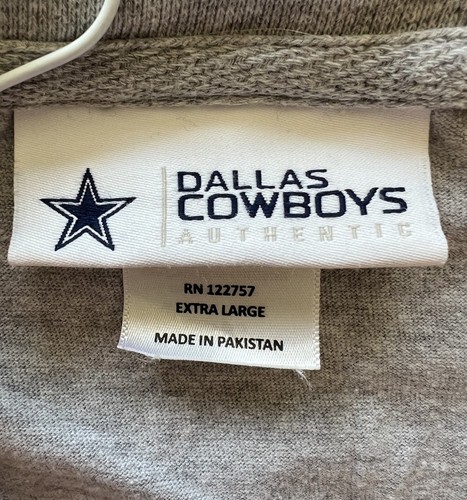 DALLAS
COWBOYS
AUTHENTIC
RN 122757
EXTRA LARGE
MADE IN PAKISTAN